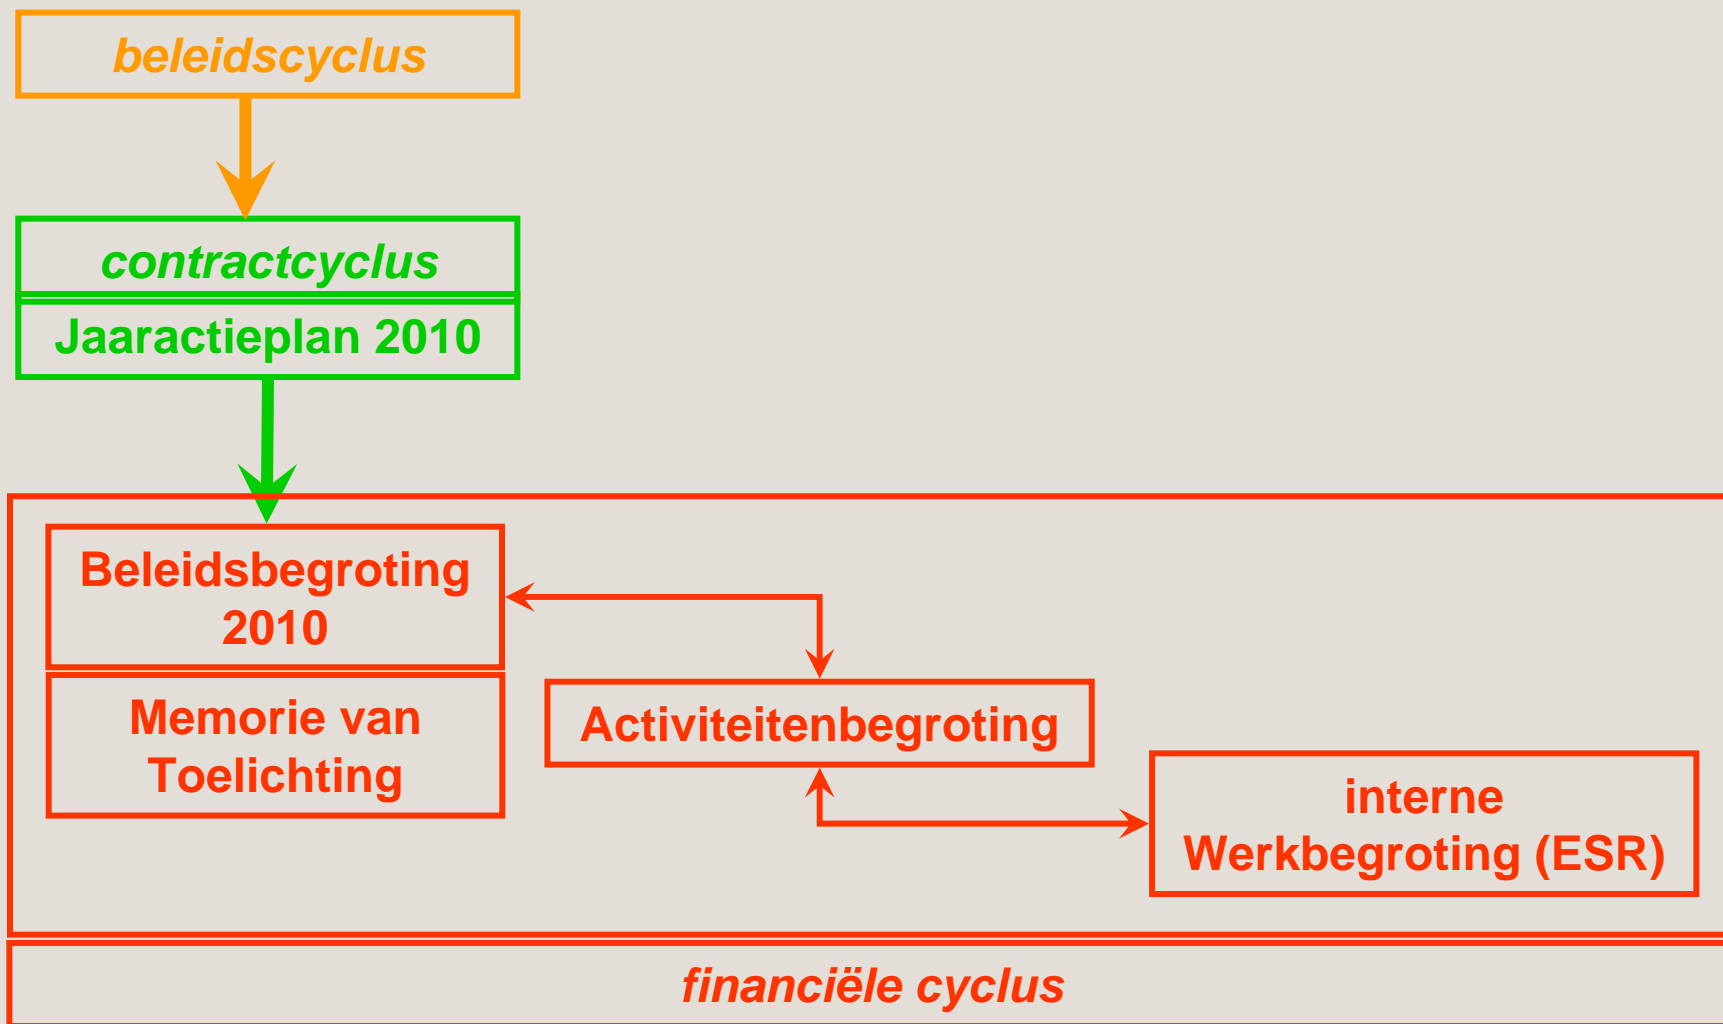 beleidscyclus
contractcyclus
Jaaractieplan 2010
Beleidsbegroting
2010
Memorie van
Toelichting
Activiteitenbegroting
interne
Werkbegroting (ESR)
financiële cyclus